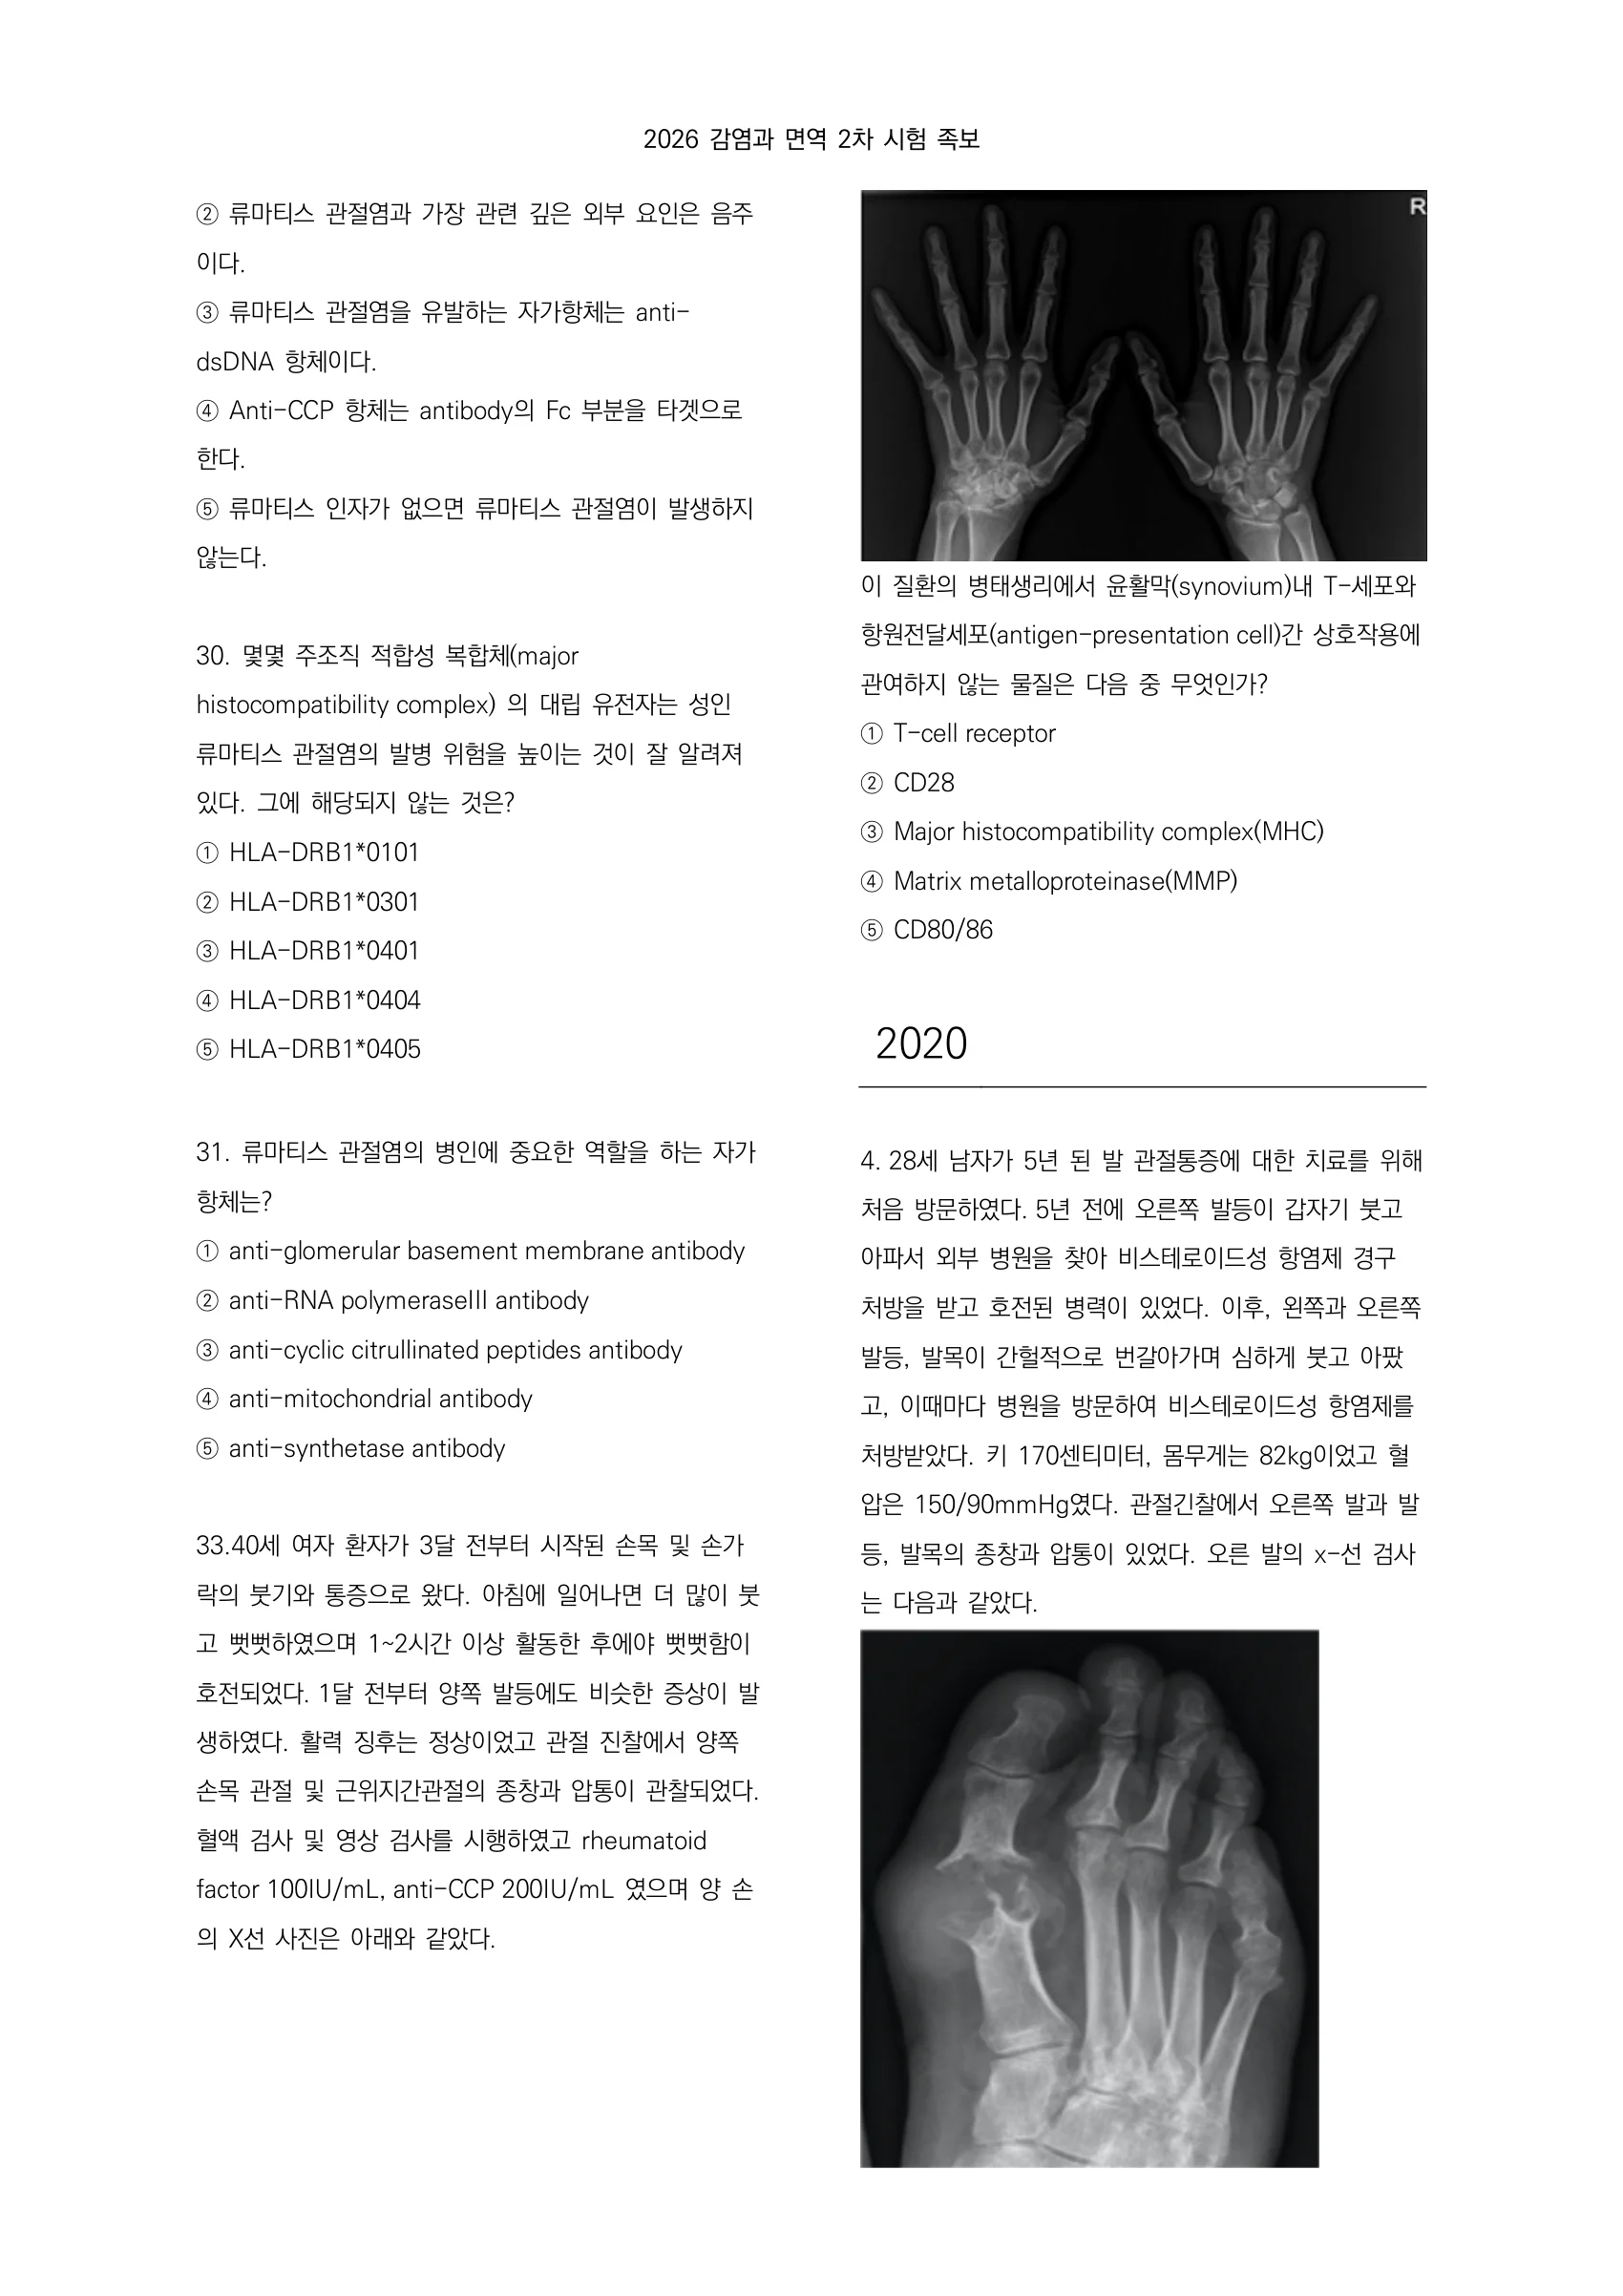 2026 감염과 면역 2차 시험 족보
② 류마티스 관절염과 가장 관련 깊은 외부 요인은 음주
이다.
③ 류마티스 관절염을 유발하는 자가항체는 anti-
dsDNA 항체이다.
④ Anti-CCP 항체는 antibody의 Fc 부분을 타겟으로
한다.
⑤ 류마티스 인자가 없으면 류마티스 관절염이 발생하지
않는다.
30. 몇몇 주조직 적합성 복합체(major
histocompatibility complex) 의 대립 유전자는 성인
류마티스 관절염의 발병 위험을 높이는 것이 잘 알려져
있다. 그에 해당되지 않는 것은?
① HLA-DRB1*0101
② HLA-DRB1*0301
③ HLA-DRB1*0401
④ HLA-DRB1*0404
⑤ HLA-DRB1*0405
31. 류마티스 관절염의 병인에 중요한 역할을 하는 자가
항체는?
① anti-glomerular basement membrane antibody
② anti-RNA polymeraseIII antibody
③ anti-cyclic citrullinated peptides antibody
④ anti-mitochondrial antibody
⑤ anti-synthetase antibody
33.40세 여자 환자가 3달 전부터 시작된 손목 및 손가
락의 붓기와 통증으로 왔다. 아침에 일어나면 더 많이 붓
고 뻣뻣하였으며 1~2시간 이상 활동한 후에야 뻣뻣함이
호전되었다. 1달 전부터 양쪽 발등에도 비슷한 증상이 발
생하였다. 활력 징후는 정상이었고 관절 진찰에서 양쪽
손목 관절 및 근위지간관절의 종창과 압통이 관찰되었다.
혈액 검사 및 영상 검사를 시행하였고 rheumatoid
factor 100IU/mL, anti-CCP 200IU/mL 였으며 양 손
의 X선 사진은 아래와 같았다.
R
이 질환의 병태생리에서 윤활막(synovium)내 T-세포와
항원전달세포(antigen-presentation cell)간 상호작용에
관여하지 않는 물질은 다음 중 무엇인가?
① T-cell receptor
② CD28
③ Major histocompatibility complex(MHC)
④ Matrix metalloproteinase(MMP)
⑤ CD80/86
2020
4. 28세 남자가 5년 된 발 관절통증에 대한 치료를 위해
처음 방문하였다. 5년 전에 오른쪽 발등이 갑자기 붓고
아파서 외부 병원을 찾아 비스테로이드성 항염제 경구
처방을 받고 호전된 병력이 있었다. 이후, 왼쪽과 오른쪽
발등, 발목이 간헐적으로 번갈아가며 심하게 붓고 아팠
고, 이때마다 병원을 방문하여 비스테로이드성 항염제를
처방받았다. 키 170센티미터, 몸무게는 82kg이었고 혈
압은 150/90mmHg였다. 관절긴찰에서 오른쪽 발과 발
등, 발목의 종창과 압통이 있었다. 오른 발의 x-선 검사
는 다음과 같았다.